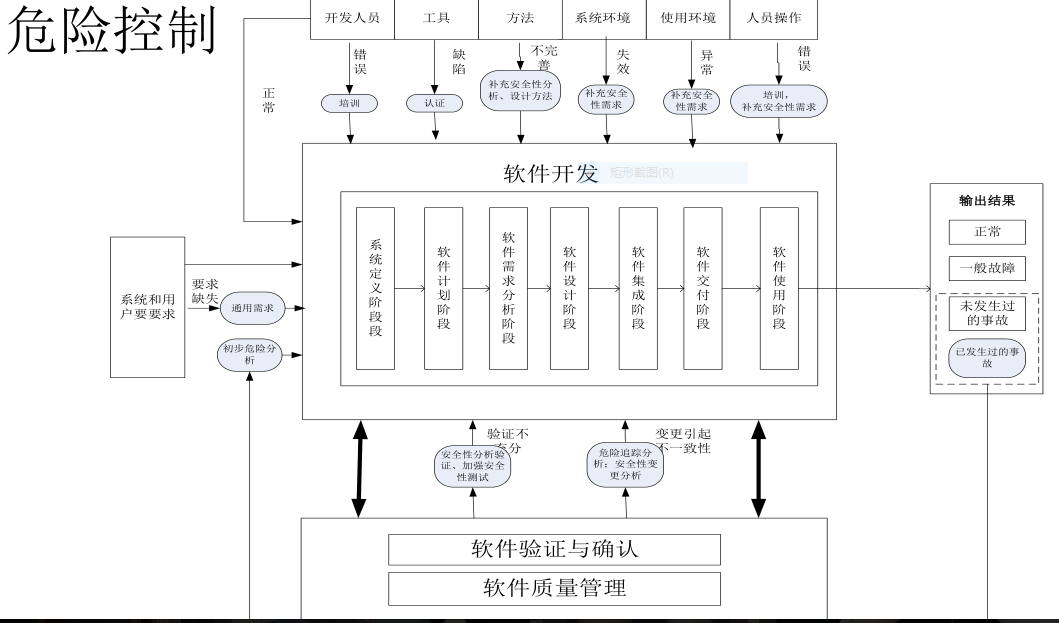 危险控制
开发人员
工具
方法
系统环境
使用环境
人员操作
正
常
错
误
缺
陷
不完
善
失
效
异
常
错
误
培训
认证
补充安全性分
析、设计方法
补充安全
性需求
补充安全
性需求
培训，
补充安全性需求
软件开发
矩形截图(R)
系统定义阶段段
软件计划阶段
软件需求分析阶段
软件设计阶段
软件集成阶段
软件交付阶段
软件使用阶段
系统和用
户要要求
要求
缺失
通用需求
初步危险分
析
输出结果
正常
一般故障
未发生过
的事故
已发生过的事
故
验证不
充分
安全性分析验
证、加强安全
性测试
变更引起
不一致性
危险追踪分
析；安全性变
更分析
软件验证与确认
软件质量管理